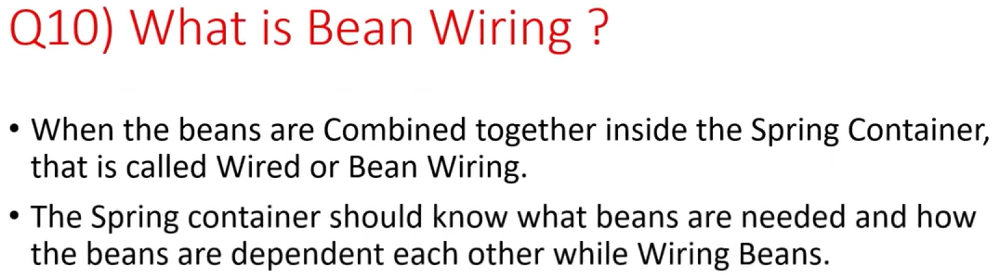 Q10) What is Bean Wiring ?
• When the beans are Combined together inside the Spring Container,
that is called Wired or Bean Wiring.
• The Spring container should know what beans are needed and how
the beans are dependent each other while Wiring Beans.